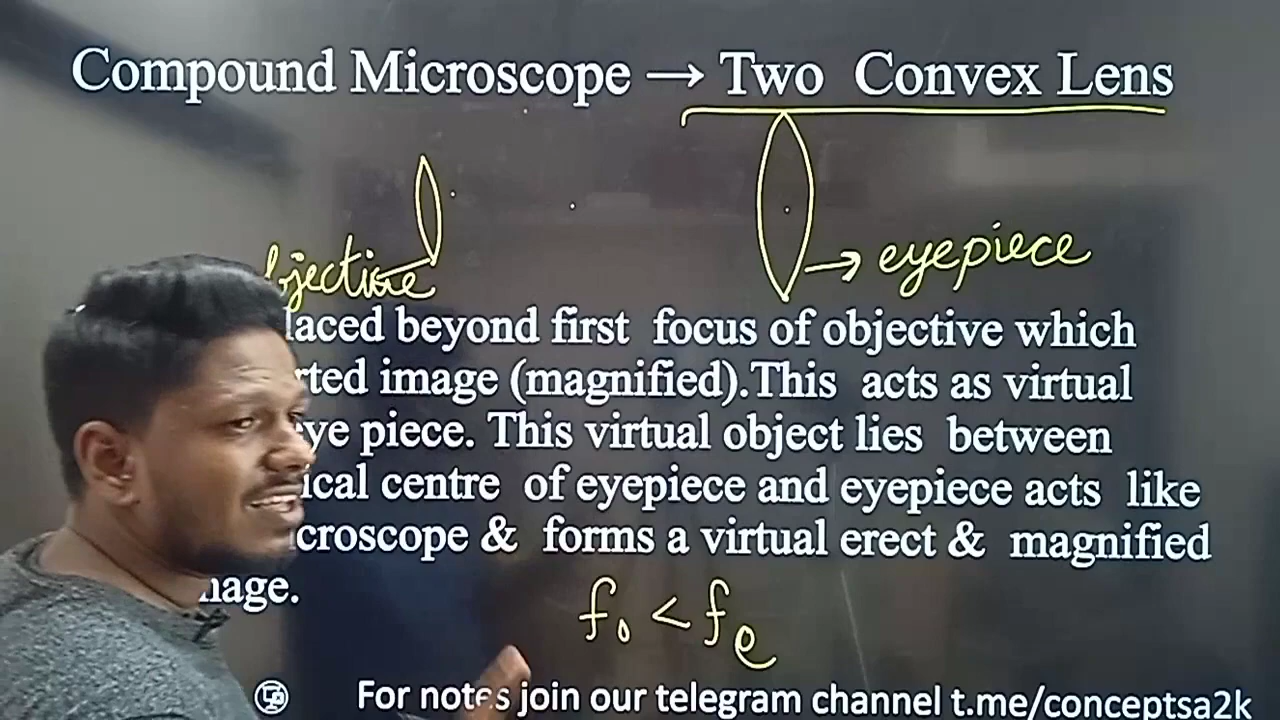 Compound Microscope → Two Convex Lens
eyepiece
laced beyond first focus of objective which
rted image (magnified).This acts as virtual
eye piece. This virtual object lies between
ical centre of eyepiece and eyepiece acts like
croscope & forms a virtual erect & magnified
mage.
f₀ < fₑ
For notes join our telegram channel t.me/conceptsa2k